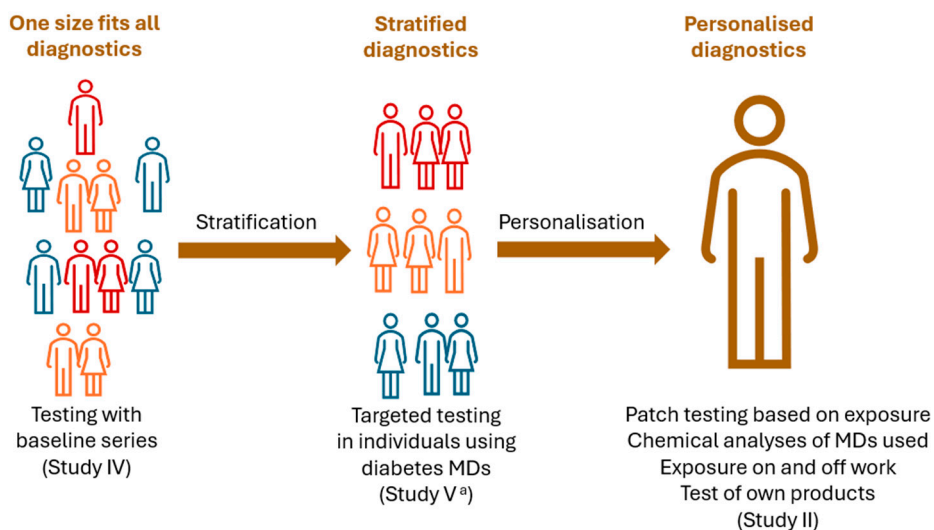 One size fits all
diagnostics
Stratified
diagnostics
Personalised
diagnostics
Stratification
Personalisation
Testing with
baseline series
(Study IV)
Targeted testing
in individuals using
diabetes MDs
(Study V ᵃ)
Patch testing based on exposure
Chemical analyses of MDs used
Exposure on and off work
Test of own products
(Study II)